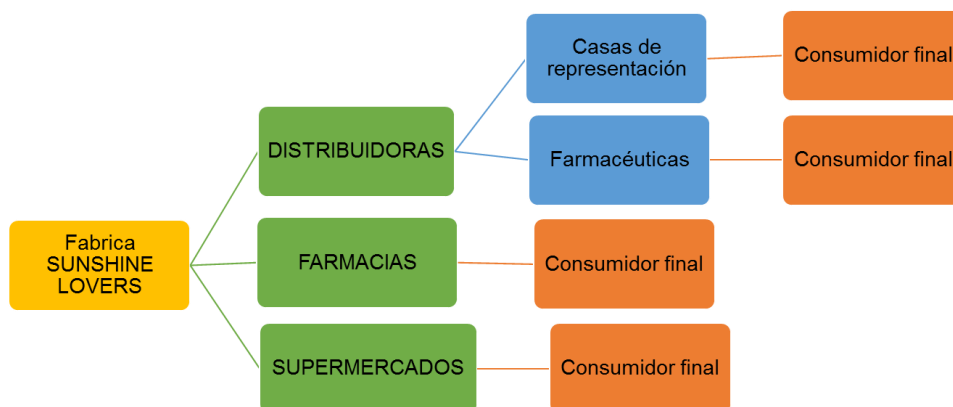 Casas de
representación
Consumidor final
DISTRIBUIDORAS
Farmacéuticas
Consumidor final
Fabrica
SUNSHINE
LOVERS
FARMACIAS
Consumidor final
SUPERMERCADOS
Consumidor final